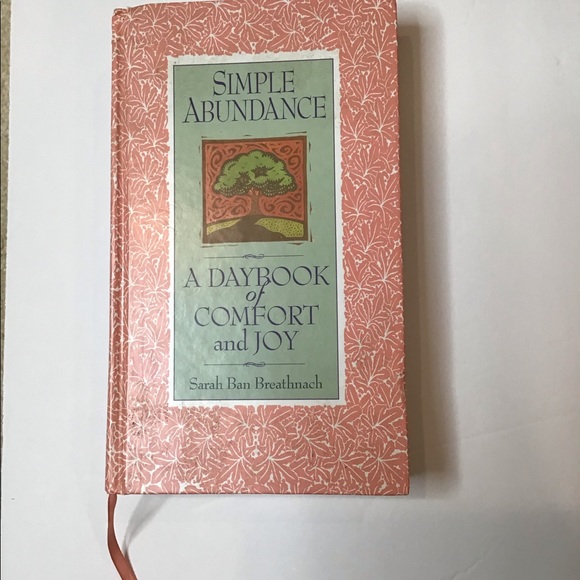 SIMPLE
ABUNDANCE
A DAYBOOK
of
COMFORT
and JOY
Sarah Ban Breathnach